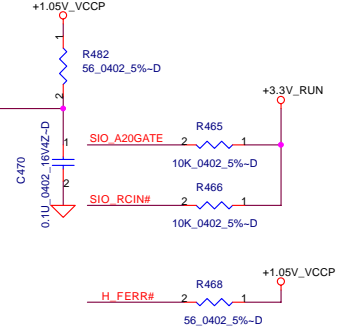 +1.05V_VCCP
1
R482
56_0402_5%~D
2
+3.3V_RUN
C470
0.1U_0402_16V4Z~D
1
2
SIO_A20GATE
2
R465
1
10K_0402_5%~D
SIO_RCIN#
2
R466
1
10K_0402_5%~D
+1.05V_VCCP
H_FERR#
2
R468
1
56_0402_5%~D